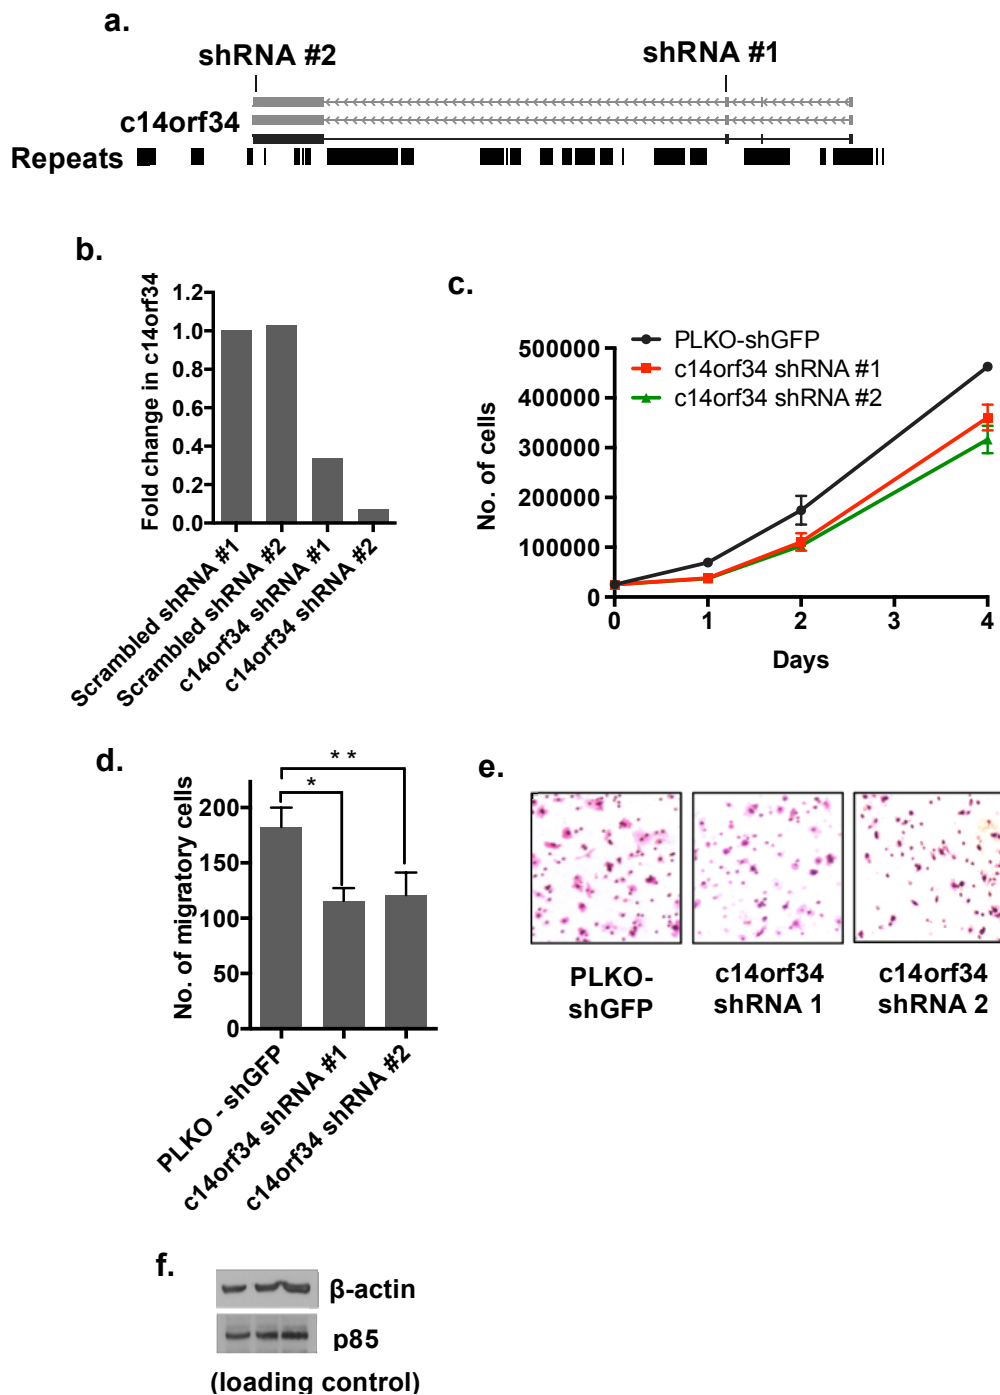 a.
shRNA #2
shRNA #1
c14orf34
Repeats
b.
Fold change in c14orf34
1.2
1.0
0.8
0.6
0.4
0.2
0.0
Scrambled shRNA #1
Scrambled shRNA #2
c14orf34 shRNA #1
c14orf34 shRNA #2
c.
PLKO-shGFP
c14orf34 shRNA #1
c14orf34 shRNA #2
No. of cells
500000
400000
300000
200000
100000
0
0 1 2 3 4
Days
d.
No. of migratory cells
200
150
100
50
0
* *
*
PLKO - shGFP
c14orf34 shRNA #1
c14orf34 shRNA #2
e.
PLKO-
shGFP
c14orf34
shRNA 1
c14orf34
shRNA 2
f.
β-actin
p85
(loading control)